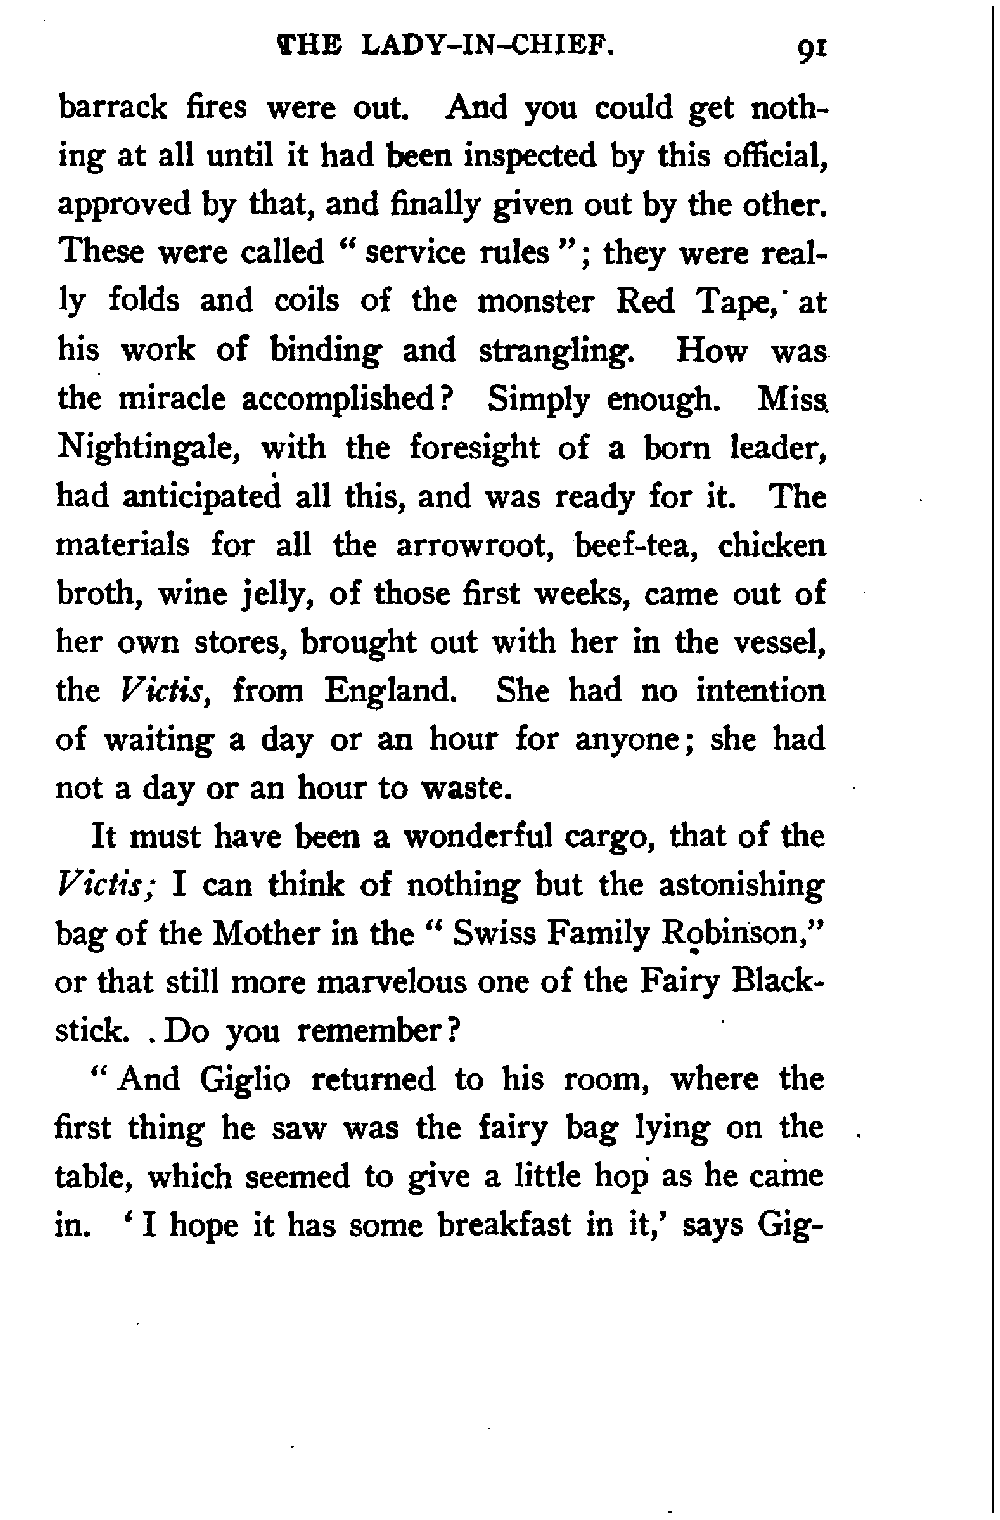 THE LADY-IN-CHIEF. 91
barrack fires were out. And you could get noth-
ing at all until it had been inspected by this official,
approved by that, and finally given out by the other.
These were called “ service rules ”; they were real-
ly folds and coils of the monster Red Tape, at
his work of binding and strangling. How was
the miracle accomplished? Simply enough. Miss
Nightingale, with the foresight of a born leader,
had anticipated all this, and was ready for it. The
materials for all the arrowroot, beef-tea, chicken
broth, wine jelly, of those first weeks, came out of
her own stores, brought out with her in the vessel,
the Victis, from England. She had no intention
of waiting a day or an hour for anyone; she had
not a day or an hour to waste.
It must have been a wonderful cargo, that of the
Victis; I can think of nothing but the astonishing
bag of the Mother in the “ Swiss Family Robinson,”
or that still more marvelous one of the Fairy Black-
stick. Do you remember?
“ And Giglio returned to his room, where the
first thing he saw was the fairy bag lying on the
table, which seemed to give a little hop as he came
in. ‘ I hope it has some breakfast in it,’ says Gig-